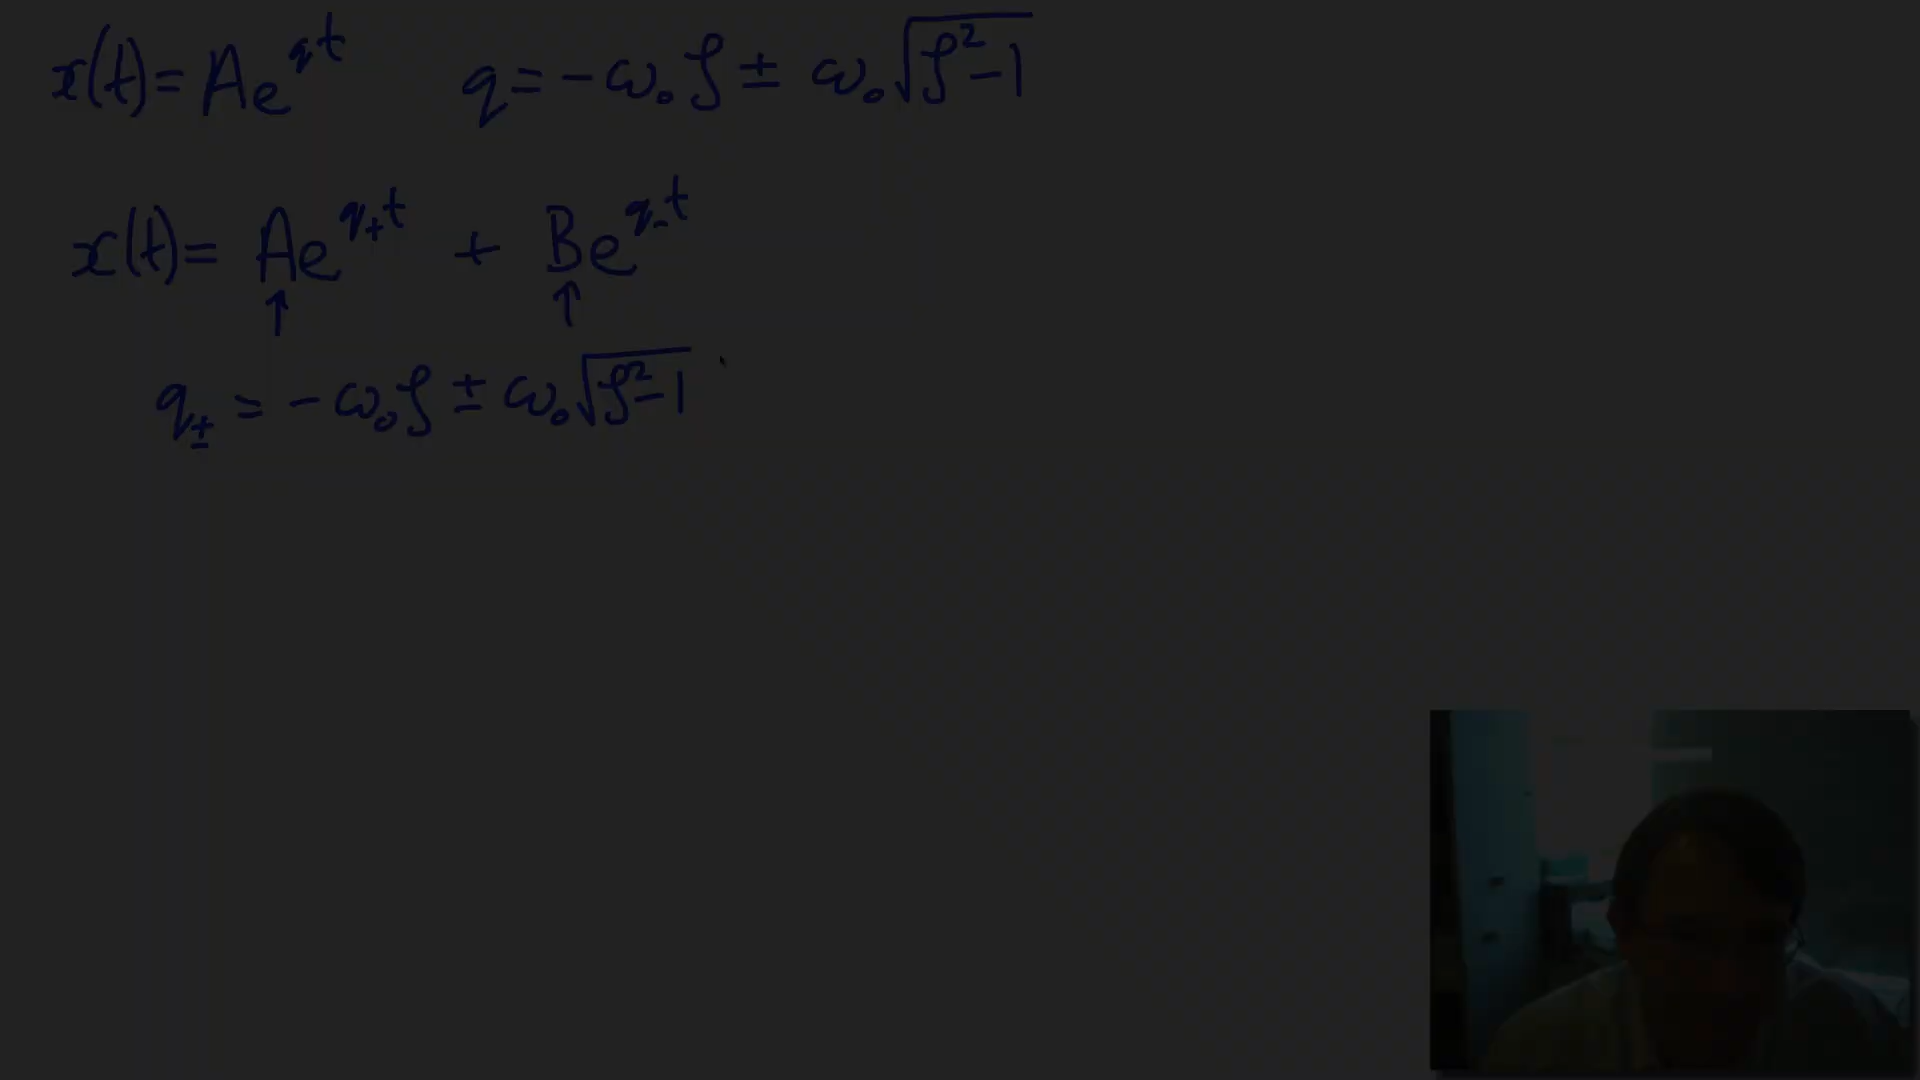 x(t) = Ae^{qt} q = -ω₀ζ ± ω₀√(ζ²-1)
x(t) = Ae^{q₊t} + Be^{q₋t}
↑ ↑
q± = -ω₀ζ ± ω₀√(ζ²-1)